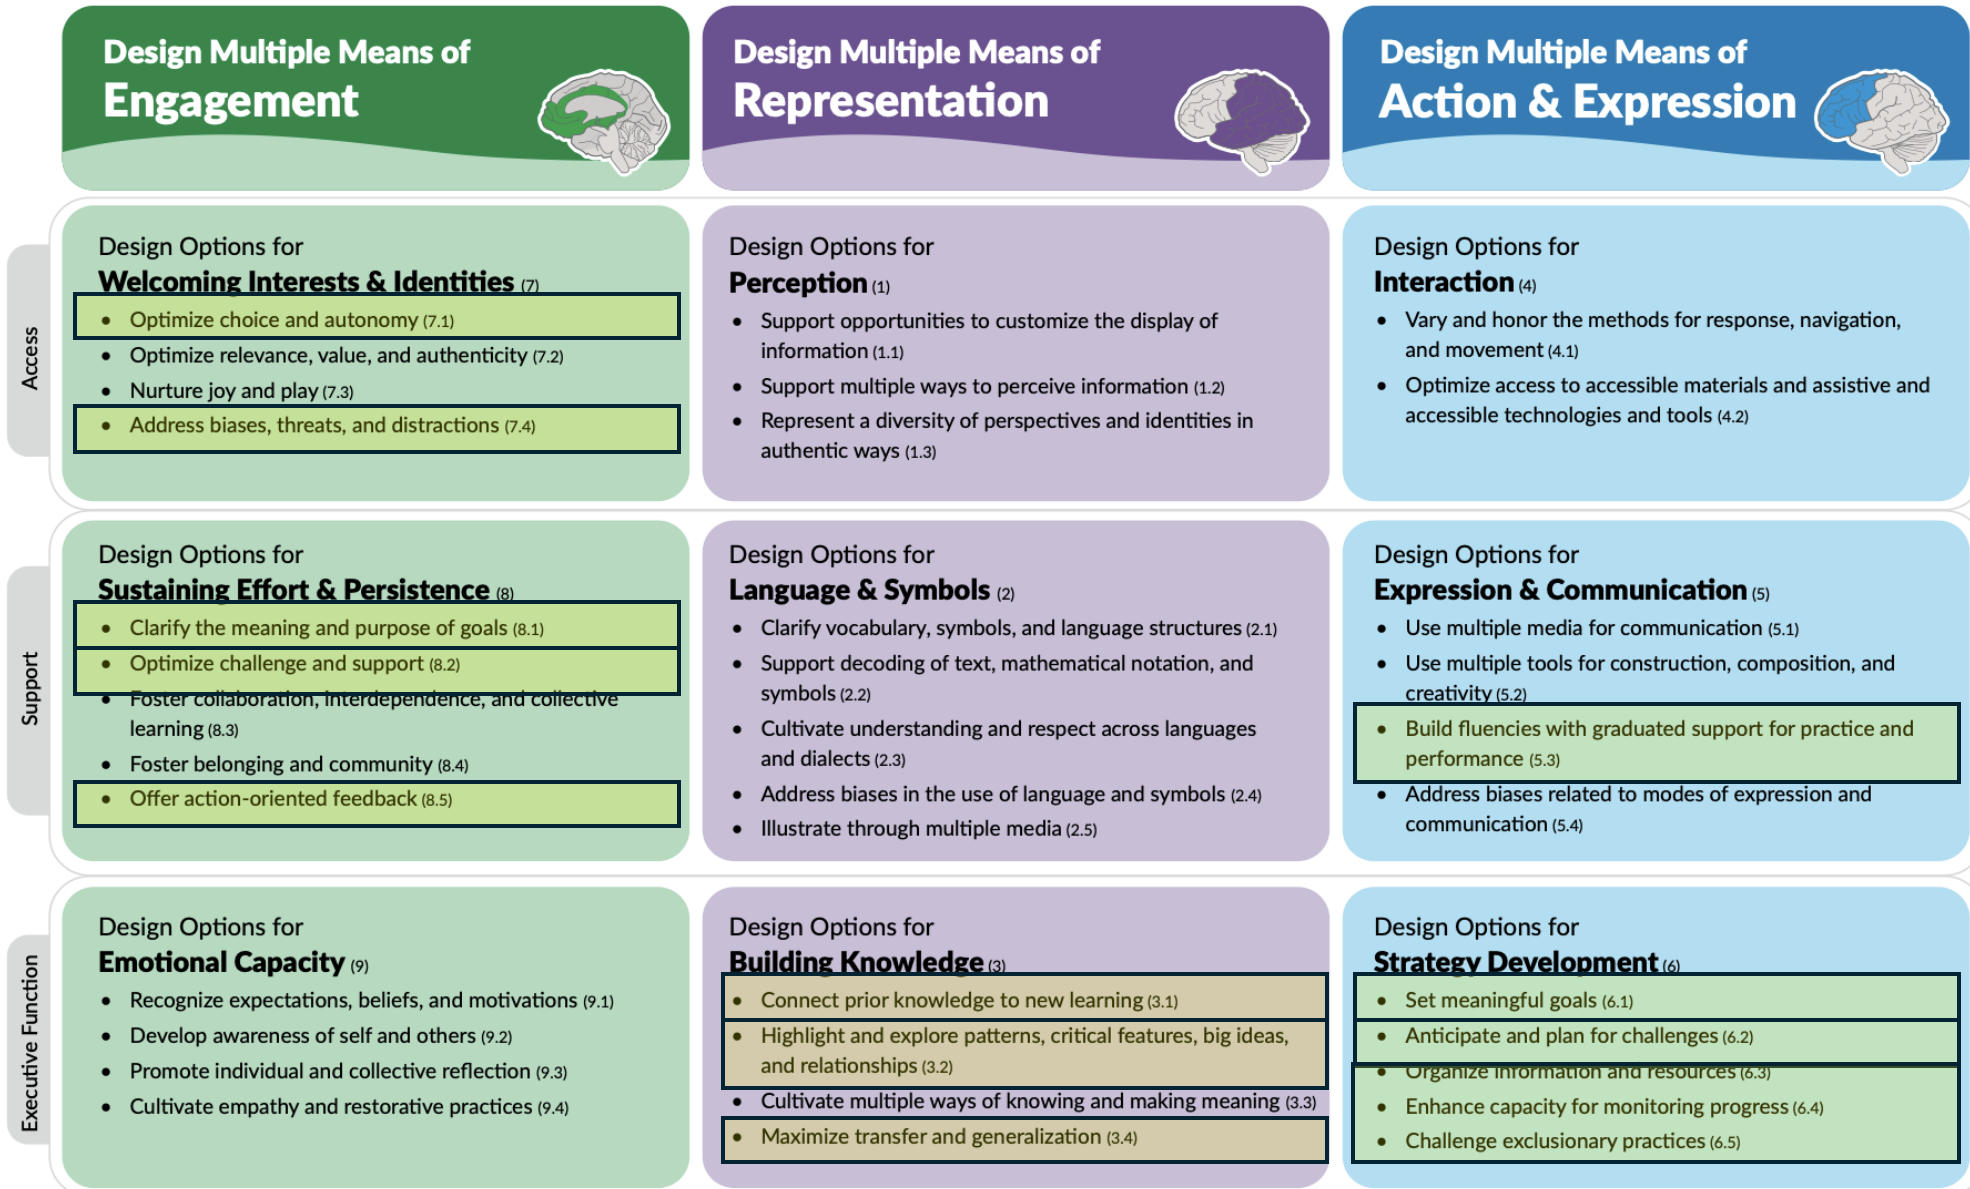 Design Multiple Means of
Engagement
Design Multiple Means of
Representation
Design Multiple Means of
Action & Expression
Access
Design Options for
Welcoming Interests & Identities (7)
• Optimize choice and autonomy (7.1)
• Optimize relevance, value, and authenticity (7.2)
• Nurture joy and play (7.3)
• Address biases, threats, and distractions (7.4)
Design Options for
Perception (1)
• Support opportunities to customize the display of
information (1.1)
• Support multiple ways to perceive information (1.2)
• Represent a diversity of perspectives and identities in
authentic ways (1.3)
Design Options for
Interaction (4)
• Vary and honor the methods for response, navigation,
and movement (4.1)
• Optimize access to accessible materials and assistive and
accessible technologies and tools (4.2)
Support
Design Options for
Sustaining Effort & Persistence (8)
• Clarify the meaning and purpose of goals (8.1)
• Optimize challenge and support (8.2)
• Foster collaboration, interdependence, and collective
learning (8.3)
• Foster belonging and community (8.4)
• Offer action-oriented feedback (8.5)
Design Options for
Language & Symbols (2)
• Clarify vocabulary, symbols, and language structures (2.1)
• Support decoding of text, mathematical notation, and
symbols (2.2)
• Cultivate understanding and respect across languages
and dialects (2.3)
• Address biases in the use of language and symbols (2.4)
• Illustrate through multiple media (2.5)
Design Options for
Expression & Communication (5)
• Use multiple media for communication (5.1)
• Use multiple tools for construction, composition, and
creativity (5.2)
• Build fluencies with graduated support for practice and
performance (5.3)
• Address biases related to modes of expression and
communication (5.4)
Executive Function
Design Options for
Emotional Capacity (9)
• Recognize expectations, beliefs, and motivations (9.1)
• Develop awareness of self and others (9.2)
• Promote individual and collective reflection (9.3)
• Cultivate empathy and restorative practices (9.4)
Design Options for
Building Knowledge (3)
• Connect prior knowledge to new learning (3.1)
• Highlight and explore patterns, critical features, big ideas,
and relationships (3.2)
• Cultivate multiple ways of knowing and making meaning (3.3)
• Maximize transfer and generalization (3.4)
Design Options for
Strategy Development (6)
• Set meaningful goals (6.1)
• Anticipate and plan for challenges (6.2)
• Organize information and resources (6.3)
• Enhance capacity for monitoring progress (6.4)
• Challenge exclusionary practices (6.5)